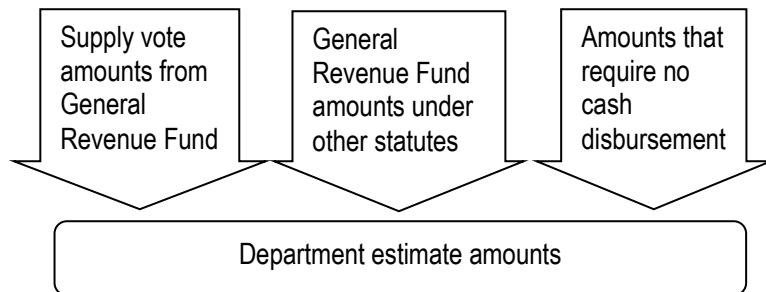 Supply vote
amounts from
General
Revenue Fund
General
Revenue Fund
amounts under
other statutes
Amounts that
require no
cash
disbursement
Department estimate amounts